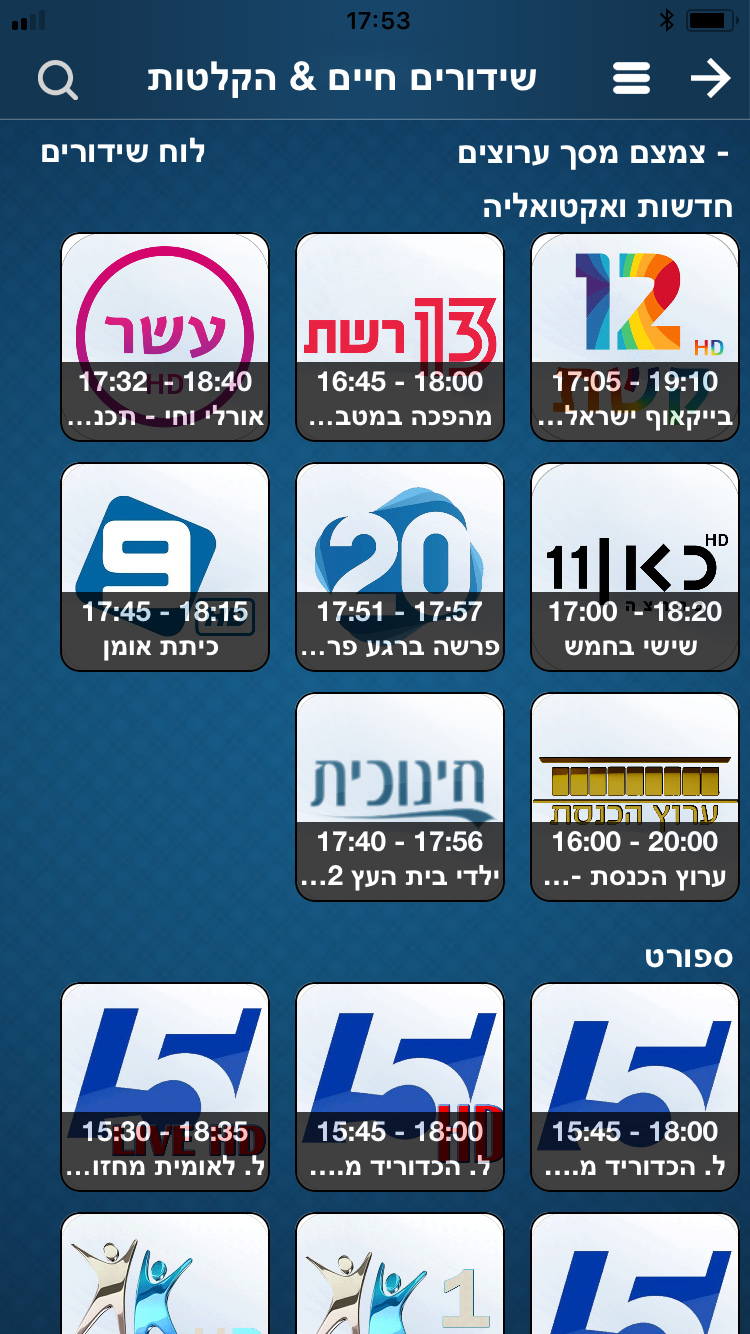 17:53
שידורים חיים & הקלטות
- צמצם מסך ערוצים
לוח שידורים
חדשות ואקטואליה
12 HD
קשת
17:05 - 19:10
בייקאוף ישראל...
רשת 13
16:45 - 18:00
מהפכה במטב...
עשר
HD
17:32 - 18:40
אורלי וחי - תכנ...
כאן 11 HD
17:00 - 18:20
שישי בחמש
20
17:51 - 17:57
פרשה ברגע פר...
9
HD
17:45 - 18:15
כיתת אומן
ערוץ הכנסת
16:00 - 20:00
ערוץ הכנסת -...
חינוכית
17:40 - 17:56
ילדי בית העץ 2...
ספורט
5
15:45 - 18:00
ל. הכדוריד מ....
5
HD
15:45 - 18:00
ל. הכדוריד מ....
5
LIVE HD
15:30 - 18:35
ל. לאומית מחזו...
5
1
HD